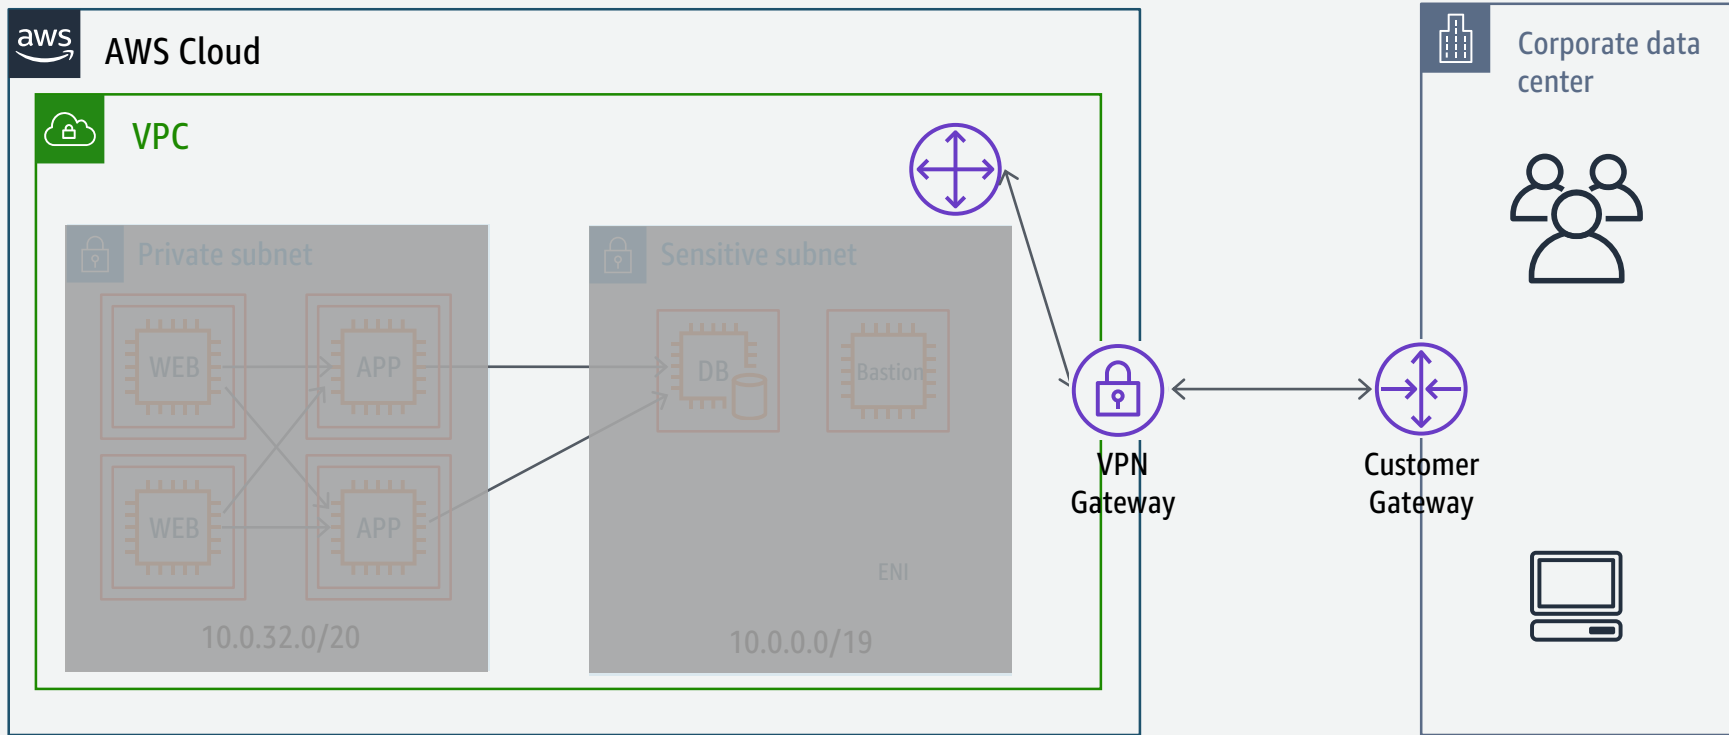 aws
AWS Cloud
Corporate data
center
VPC
Private subnet
Sensitive subnet
WEB
APP
DB
Bastion
VPN
Gateway
Customer
Gateway
WEB
APP
ENI
10.0.32.0/20
10.0.0.0/19